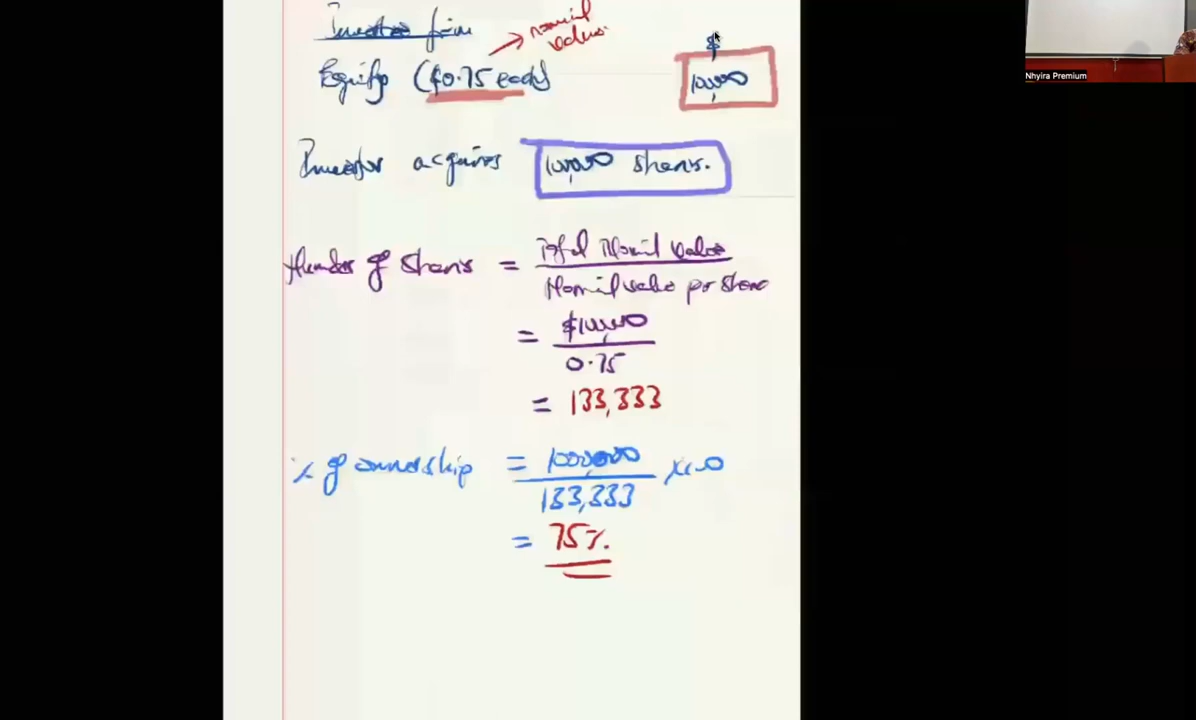 Investee firm
nominal
value.
$
Equity ($0.75 each)
100,000
Investor acquires 100,000 shares.
Number of shares = Total Nominal Value
Nominal value per share
= $100,000
0.75
= 133,333
% of ownership = 100,000 x100
133,333
= 75%.
Nhyira Premium